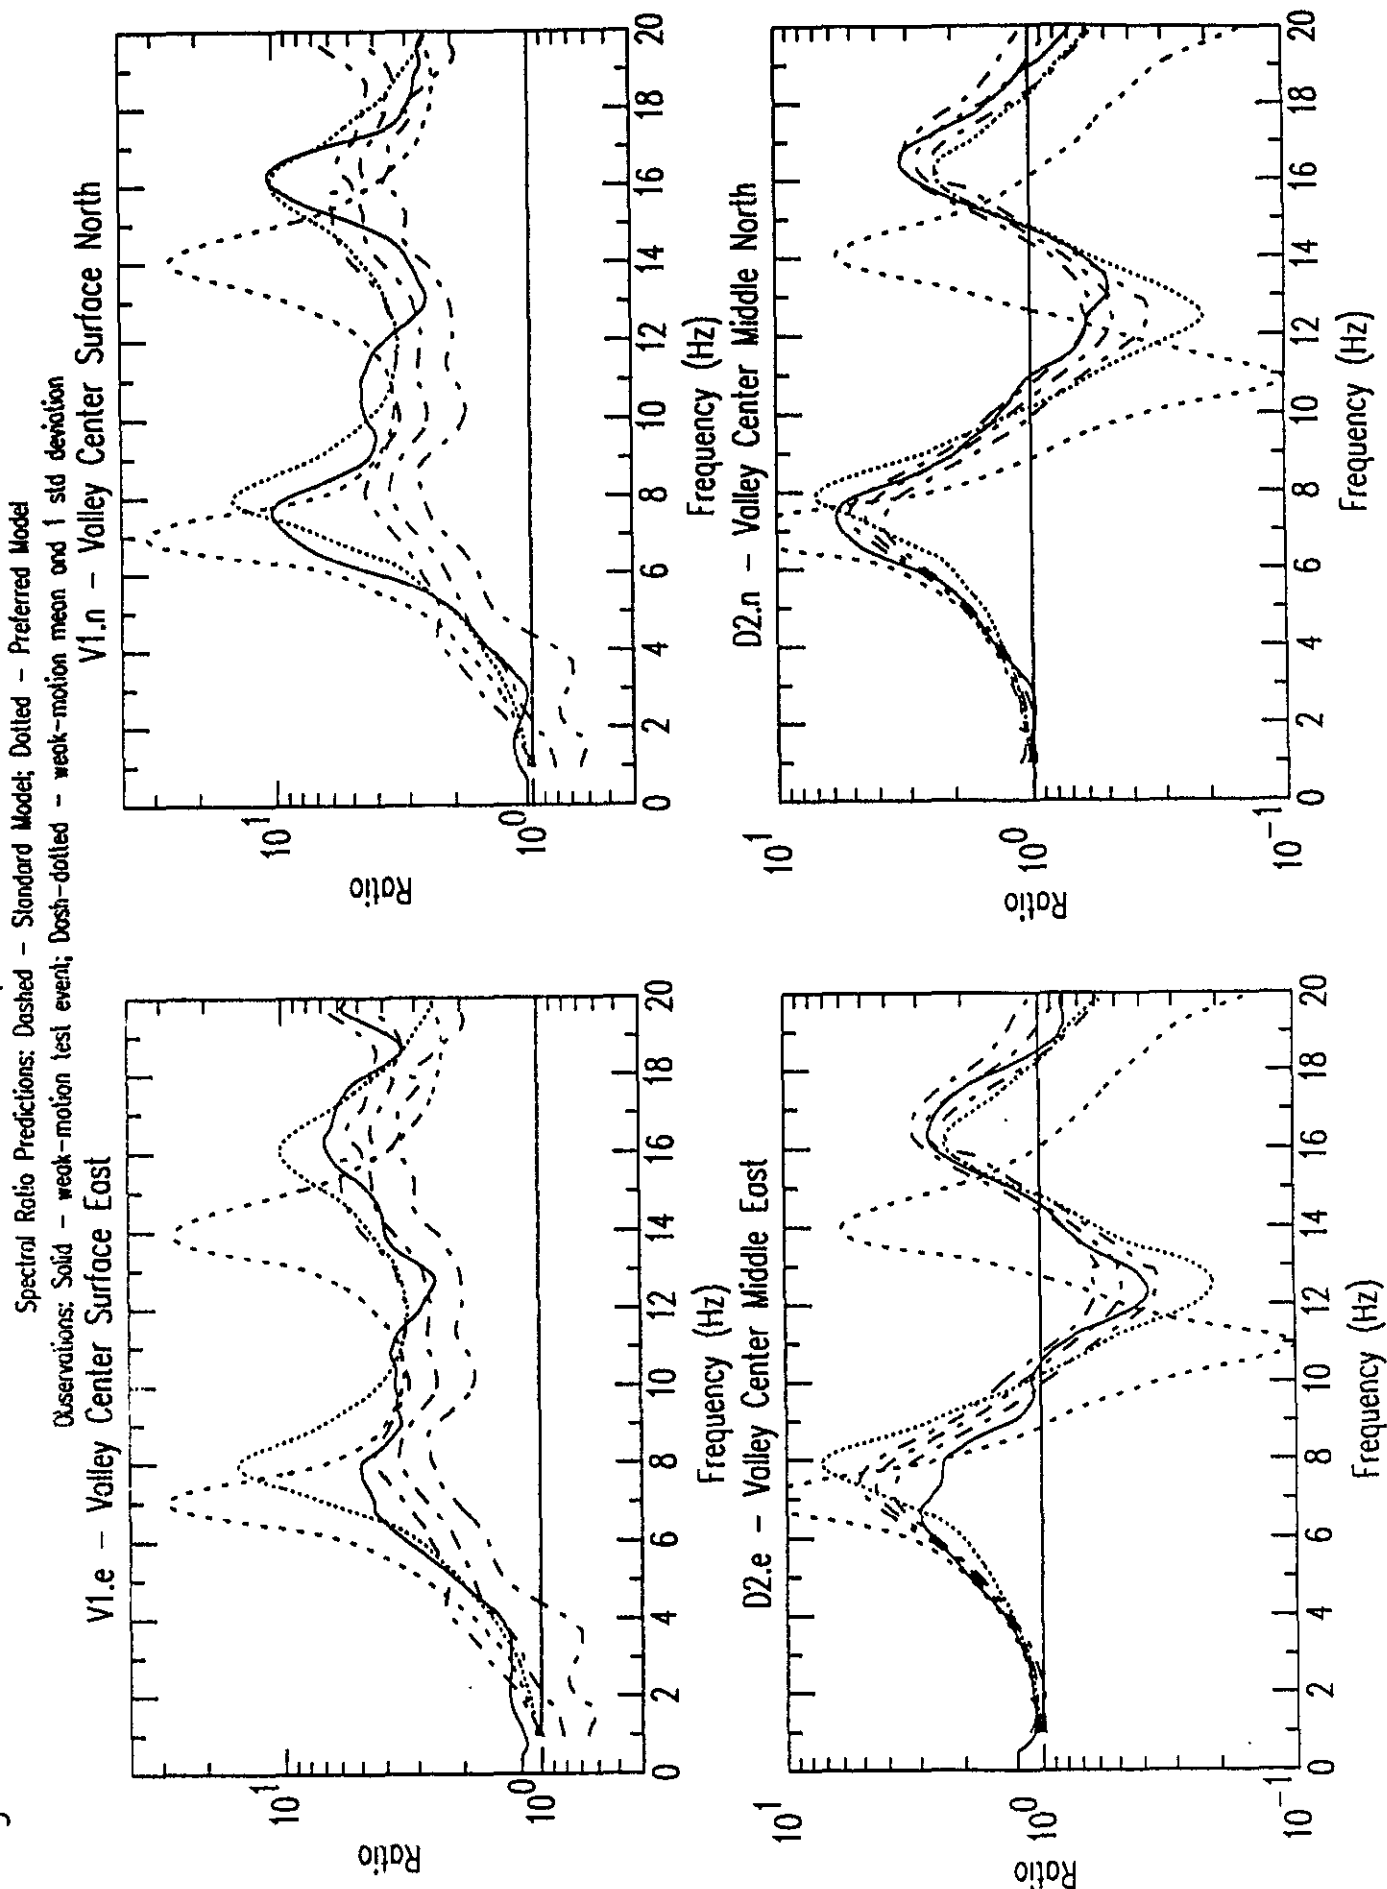 Spectral Ratio Predictions: Dashed - Standard Model; Dotted - Preferred Model
Observations: Solid - weak-motion test event; Dash-dotted - weak-motion mean and 1 std deviation
V1.e - Valley Center Surface East
10^1
10^0
Ratio
0 2 4 6 8 10 12 14 16 18 20
Frequency (Hz)
V1.n - Valley Center Surface North
10^1
10^0
Ratio
0 2 4 6 8 10 12 14 16 18 20
Frequency (Hz)
D2.e - Valley Center Middle East
10^1
10^0
10^-1
Ratio
0 2 4 6 8 10 12 14 16 18 20
Frequency (Hz)
D2.n - Valley Center Middle North
10^1
10^0
10^-1
Ratio
0 2 4 6 8 10 12 14 16 18 20
Frequency (Hz)